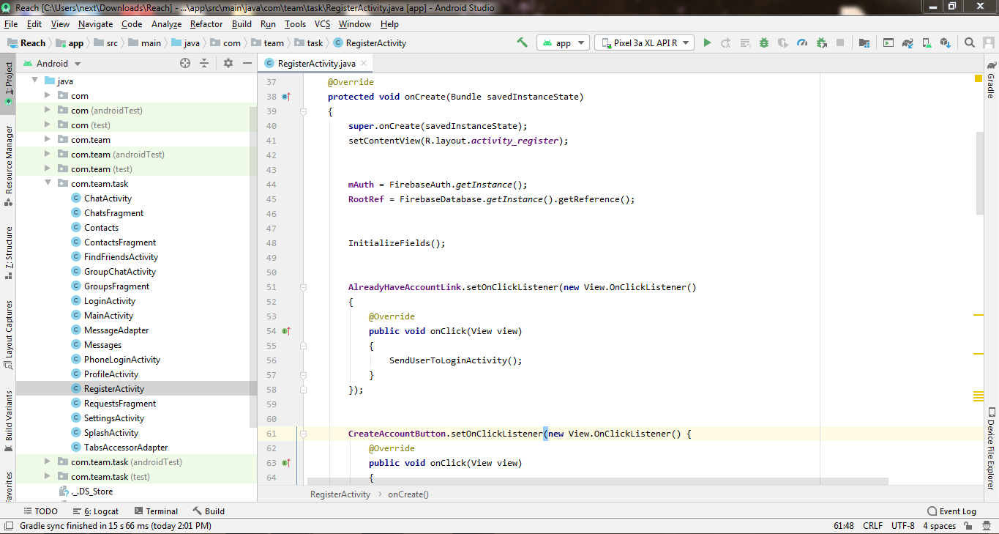 Reach [C:\Users\next\Downloads\Reach] - ...\app\src\main\java\com\team\task\RegisterActivity.java [app] - Android Studio
File Edit View Navigate Code Analyze Refactor Build Run Tools VCS Window Help
Reach app src main java com team task RegisterActivity app Pixel 3a XL API R
1: Project
Resource Manager
7: Structure
Layout Captures
Build Variants
Favorites
Android
java
com
com (androidTest)
com (test)
com.team
com.team (androidTest)
com.team (test)
com.team.task
ChatActivity
ChatsFragment
Contacts
ContactsFragment
FindFriendsActivity
GroupChatActivity
GroupsFragment
LoginActivity
MainActivity
MessageAdapter
Messages
PhoneLoginActivity
ProfileActivity
RegisterActivity
RequestsFragment
SettingsActivity
SplashActivity
TabsAccessorAdapter
com.team.task (androidTest)
com.team.task (test)
._.DS_Store
RegisterActivity.java
37 @Override
38 protected void onCreate(Bundle savedInstanceState)
39 {
40 super.onCreate(savedInstanceState);
41 setContentView(R.layout.activity_register);
42
43
44 mAuth = FirebaseAuth.getInstance();
45 RootRef = FirebaseDatabase.getInstance().getReference();
46
47
48 InitializeFields();
49
50
51 AlreadyHaveAccountLink.setOnClickListener(new View.OnClickListener()
52 {
53 @Override
54 public void onClick(View view)
55 {
56 SendUserToLoginActivity();
57 }
58 });
59
60
61 CreateAccountButton.setOnClickListener(new View.OnClickListener() {
62 @Override
63 public void onClick(View view)
64 {
RegisterActivity › onCreate()
Gradle
Device File Explorer
TODO 6: Logcat Terminal Build Event Log
Gradle sync finished in 15 s 66 ms (today 2:01 PM) 61:48 CRLF UTF-8 4 spaces